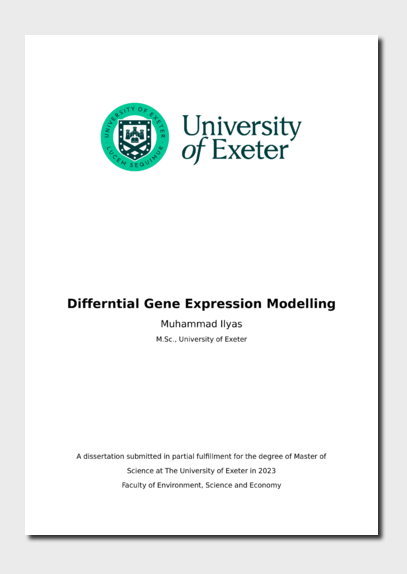 UNIVERSITY OF EXETER
LUCEM SEQUIMUR
University
of Exeter
Differntial Gene Expression Modelling
Muhammad Ilyas
M.Sc., University of Exeter
A dissertation submitted in partial fulfillment for the degree of Master of
Science at The University of Exeter in 2023
Faculty of Environment, Science and Economy